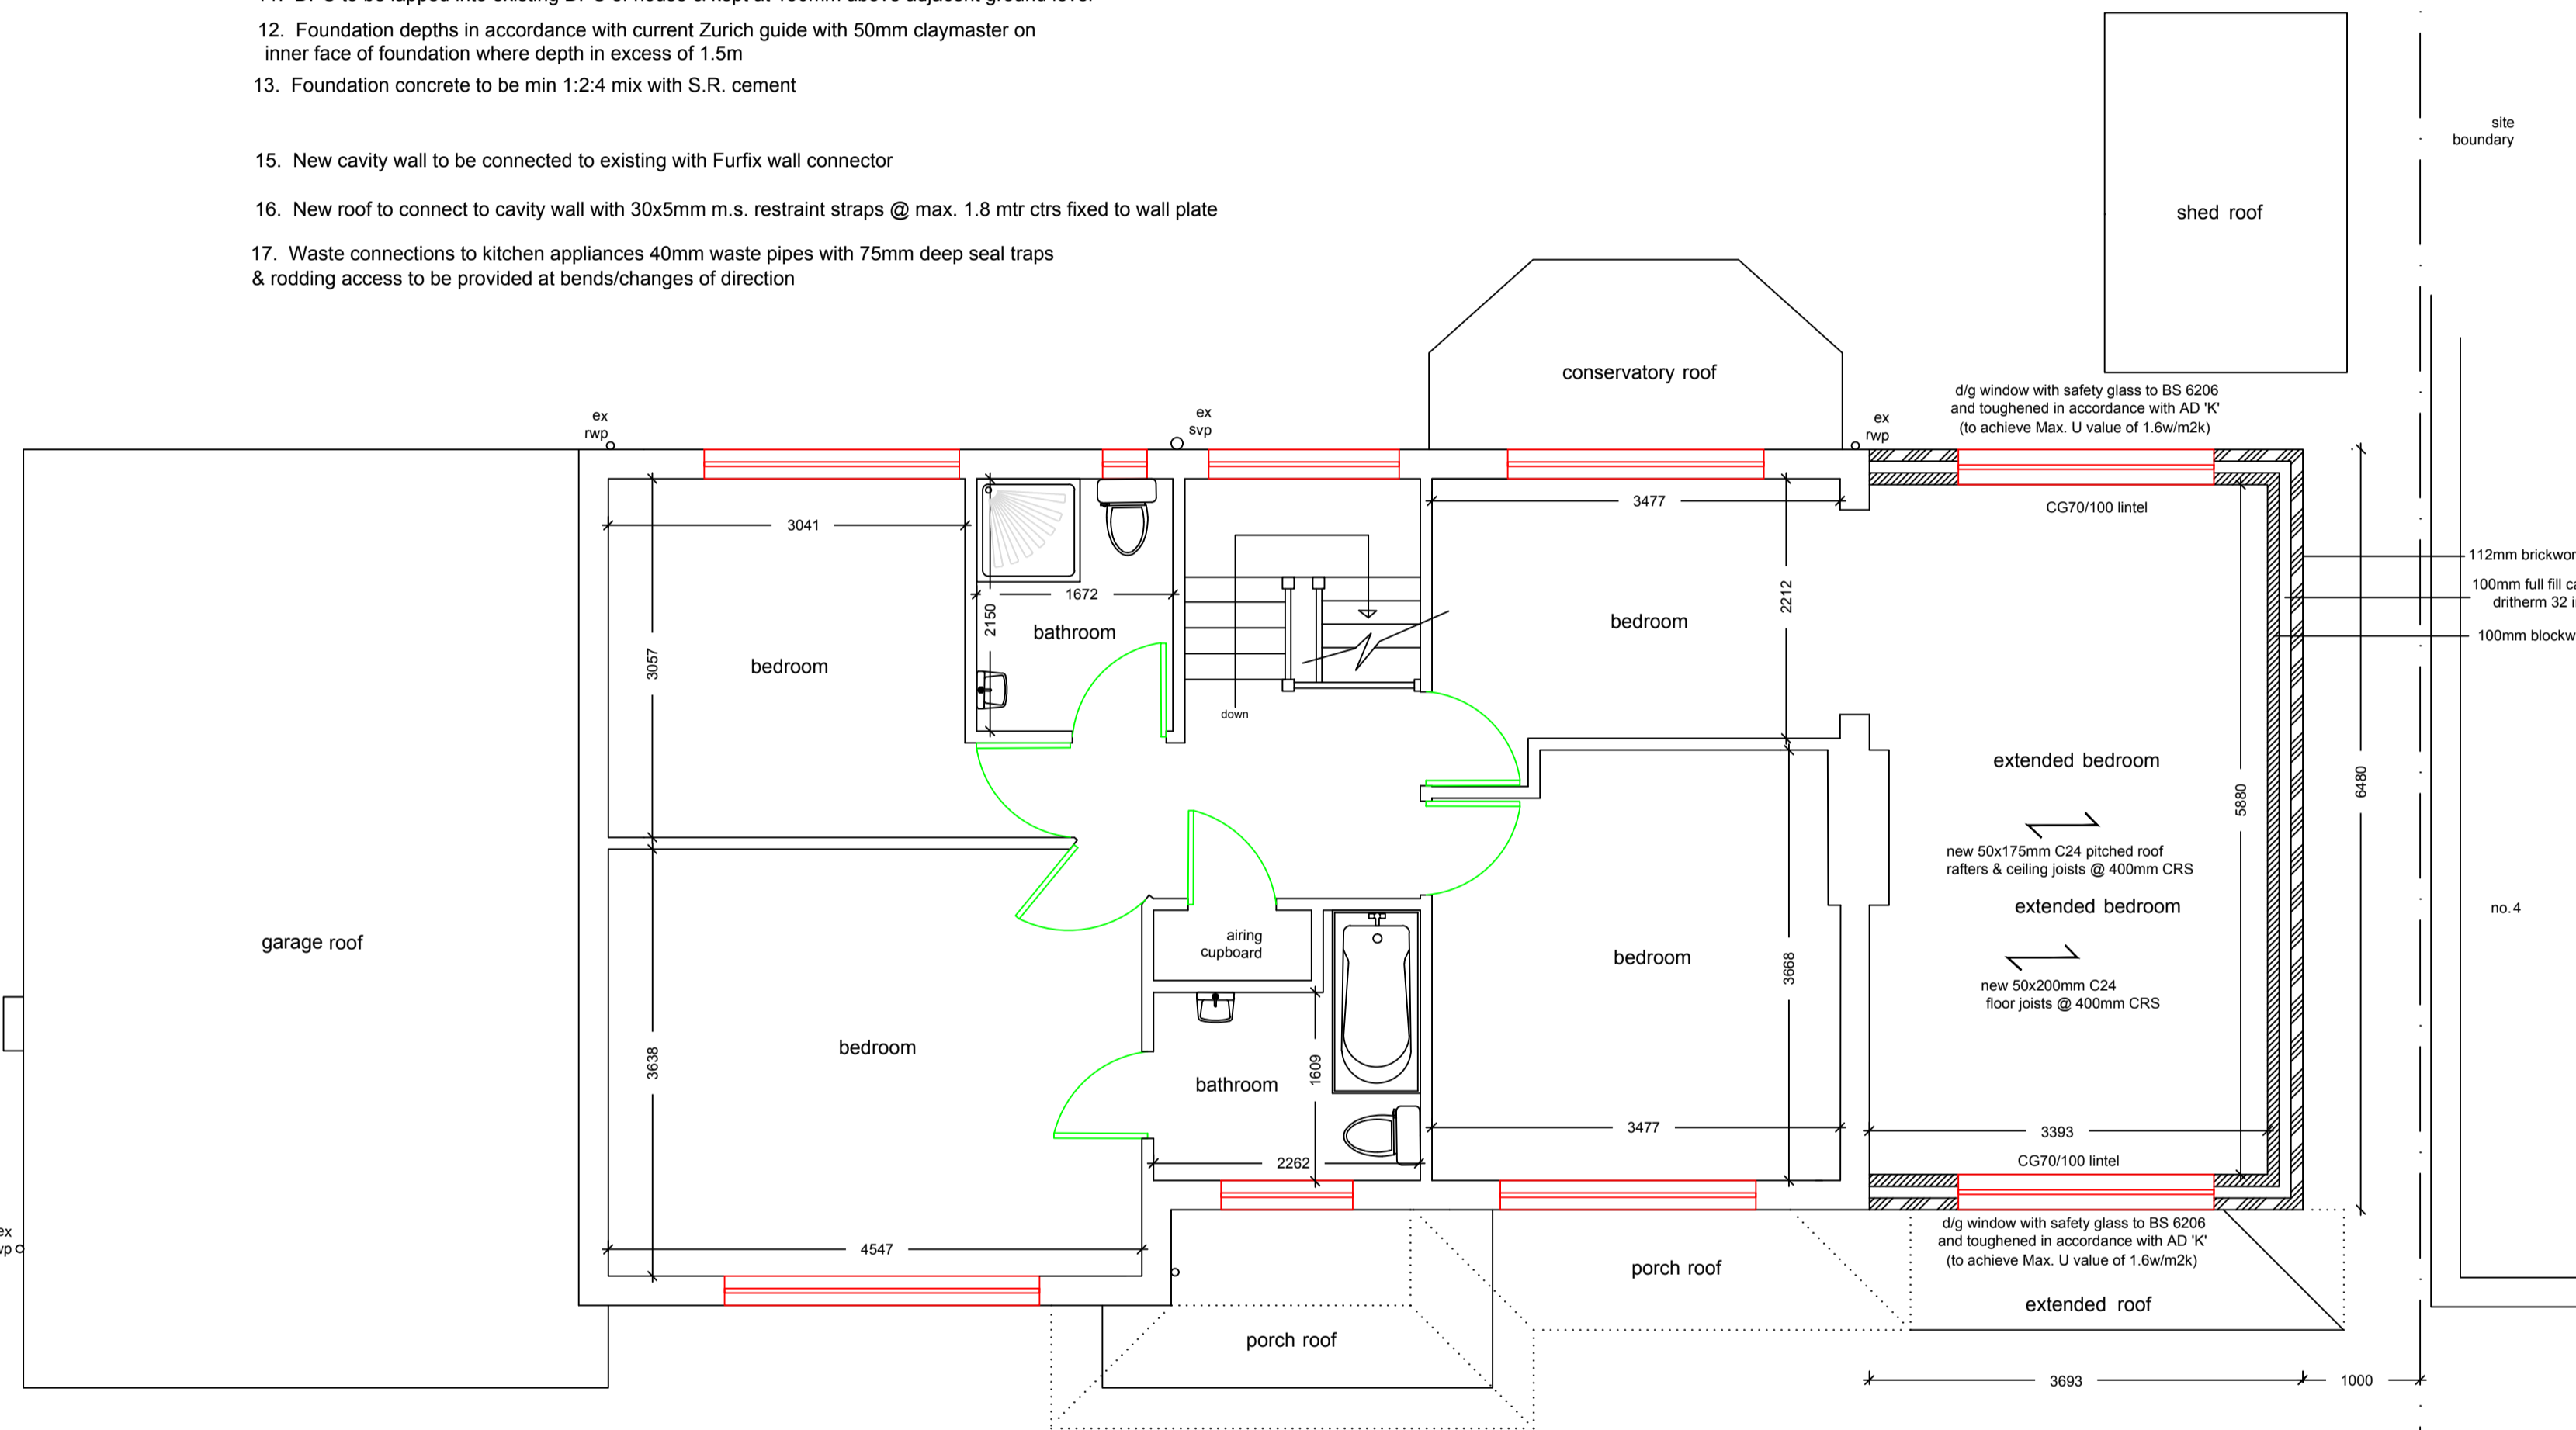 12. Foundation depths in accordance with current Zurich guide with 50mm claymaster on
inner face of foundation where depth in excess of 1.5m
13. Foundation concrete to be min 1:2:4 mix with S.R. cement
15. New cavity wall to be connected to existing with Furfix wall connector
16. New roof to connect to cavity wall with 30x5mm m.s. restraint straps @ max. 1.8 mtr ctrs fixed to wall plate
17. Waste connections to kitchen appliances 40mm waste pipes with 75mm deep seal traps
& rodding access to be provided at bends/changes of direction
site
boundary
shed roof
conservatory roof
d/g window with safety glass to BS 6206
and toughened in accordance with AD 'K'
(to achieve Max. U value of 1.6w/m2k)
ex
rwp
ex
svp
ex
rwp
CG70/100 lintel
3041
3477
1672
2150
2212
3057
bedroom
bathroom
down
bedroom
112mm brickwor
100mm full fill ca
dritherm 32 i
100mm blockw
extended bedroom
5880
6480
new 50x175mm C24 pitched roof
rafters & ceiling joists @ 400mm CRS
extended bedroom
new 50x200mm C24
floor joists @ 400mm CRS
no.4
garage roof
airing
cupboard
bedroom
3668
bedroom
3638
bathroom
1609
3477
3393
2262
CG70/100 lintel
4547
ex
d/g window with safety glass to BS 6206
and toughened in accordance with AD 'K'
(to achieve Max. U value of 1.6w/m2k)
porch roof
extended roof
porch roof
3693
1000